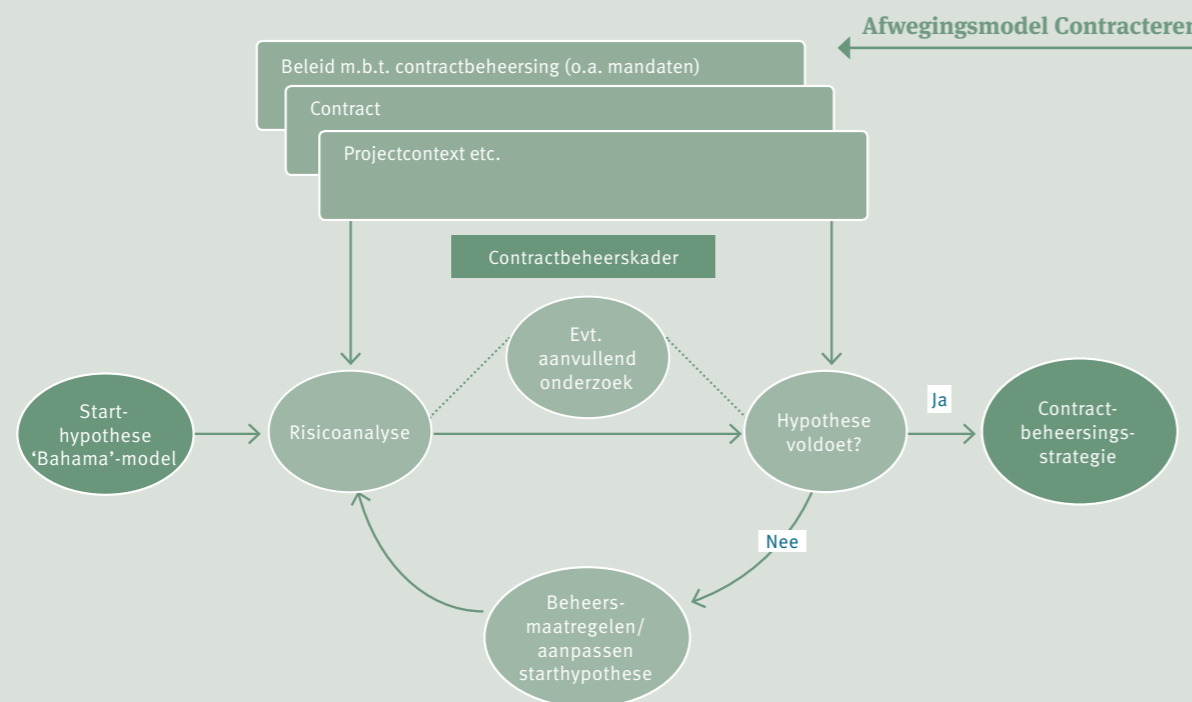 Afwegingsmodel Contracteren
Beleid m.b.t. contractbeheersing (o.a. mandaten)
Contract
Projectcontext etc.
Contractbeheerskader
Evt.
aanvullend
onderzoek
Start-
hypothese
‘Bahama’-model
Risicoanalyse
Hypothese
voldoet?
Ja
Contract-
beheersings-
strategie
Nee
Beheers-
maatregelen/
aanpassen
starthypothese